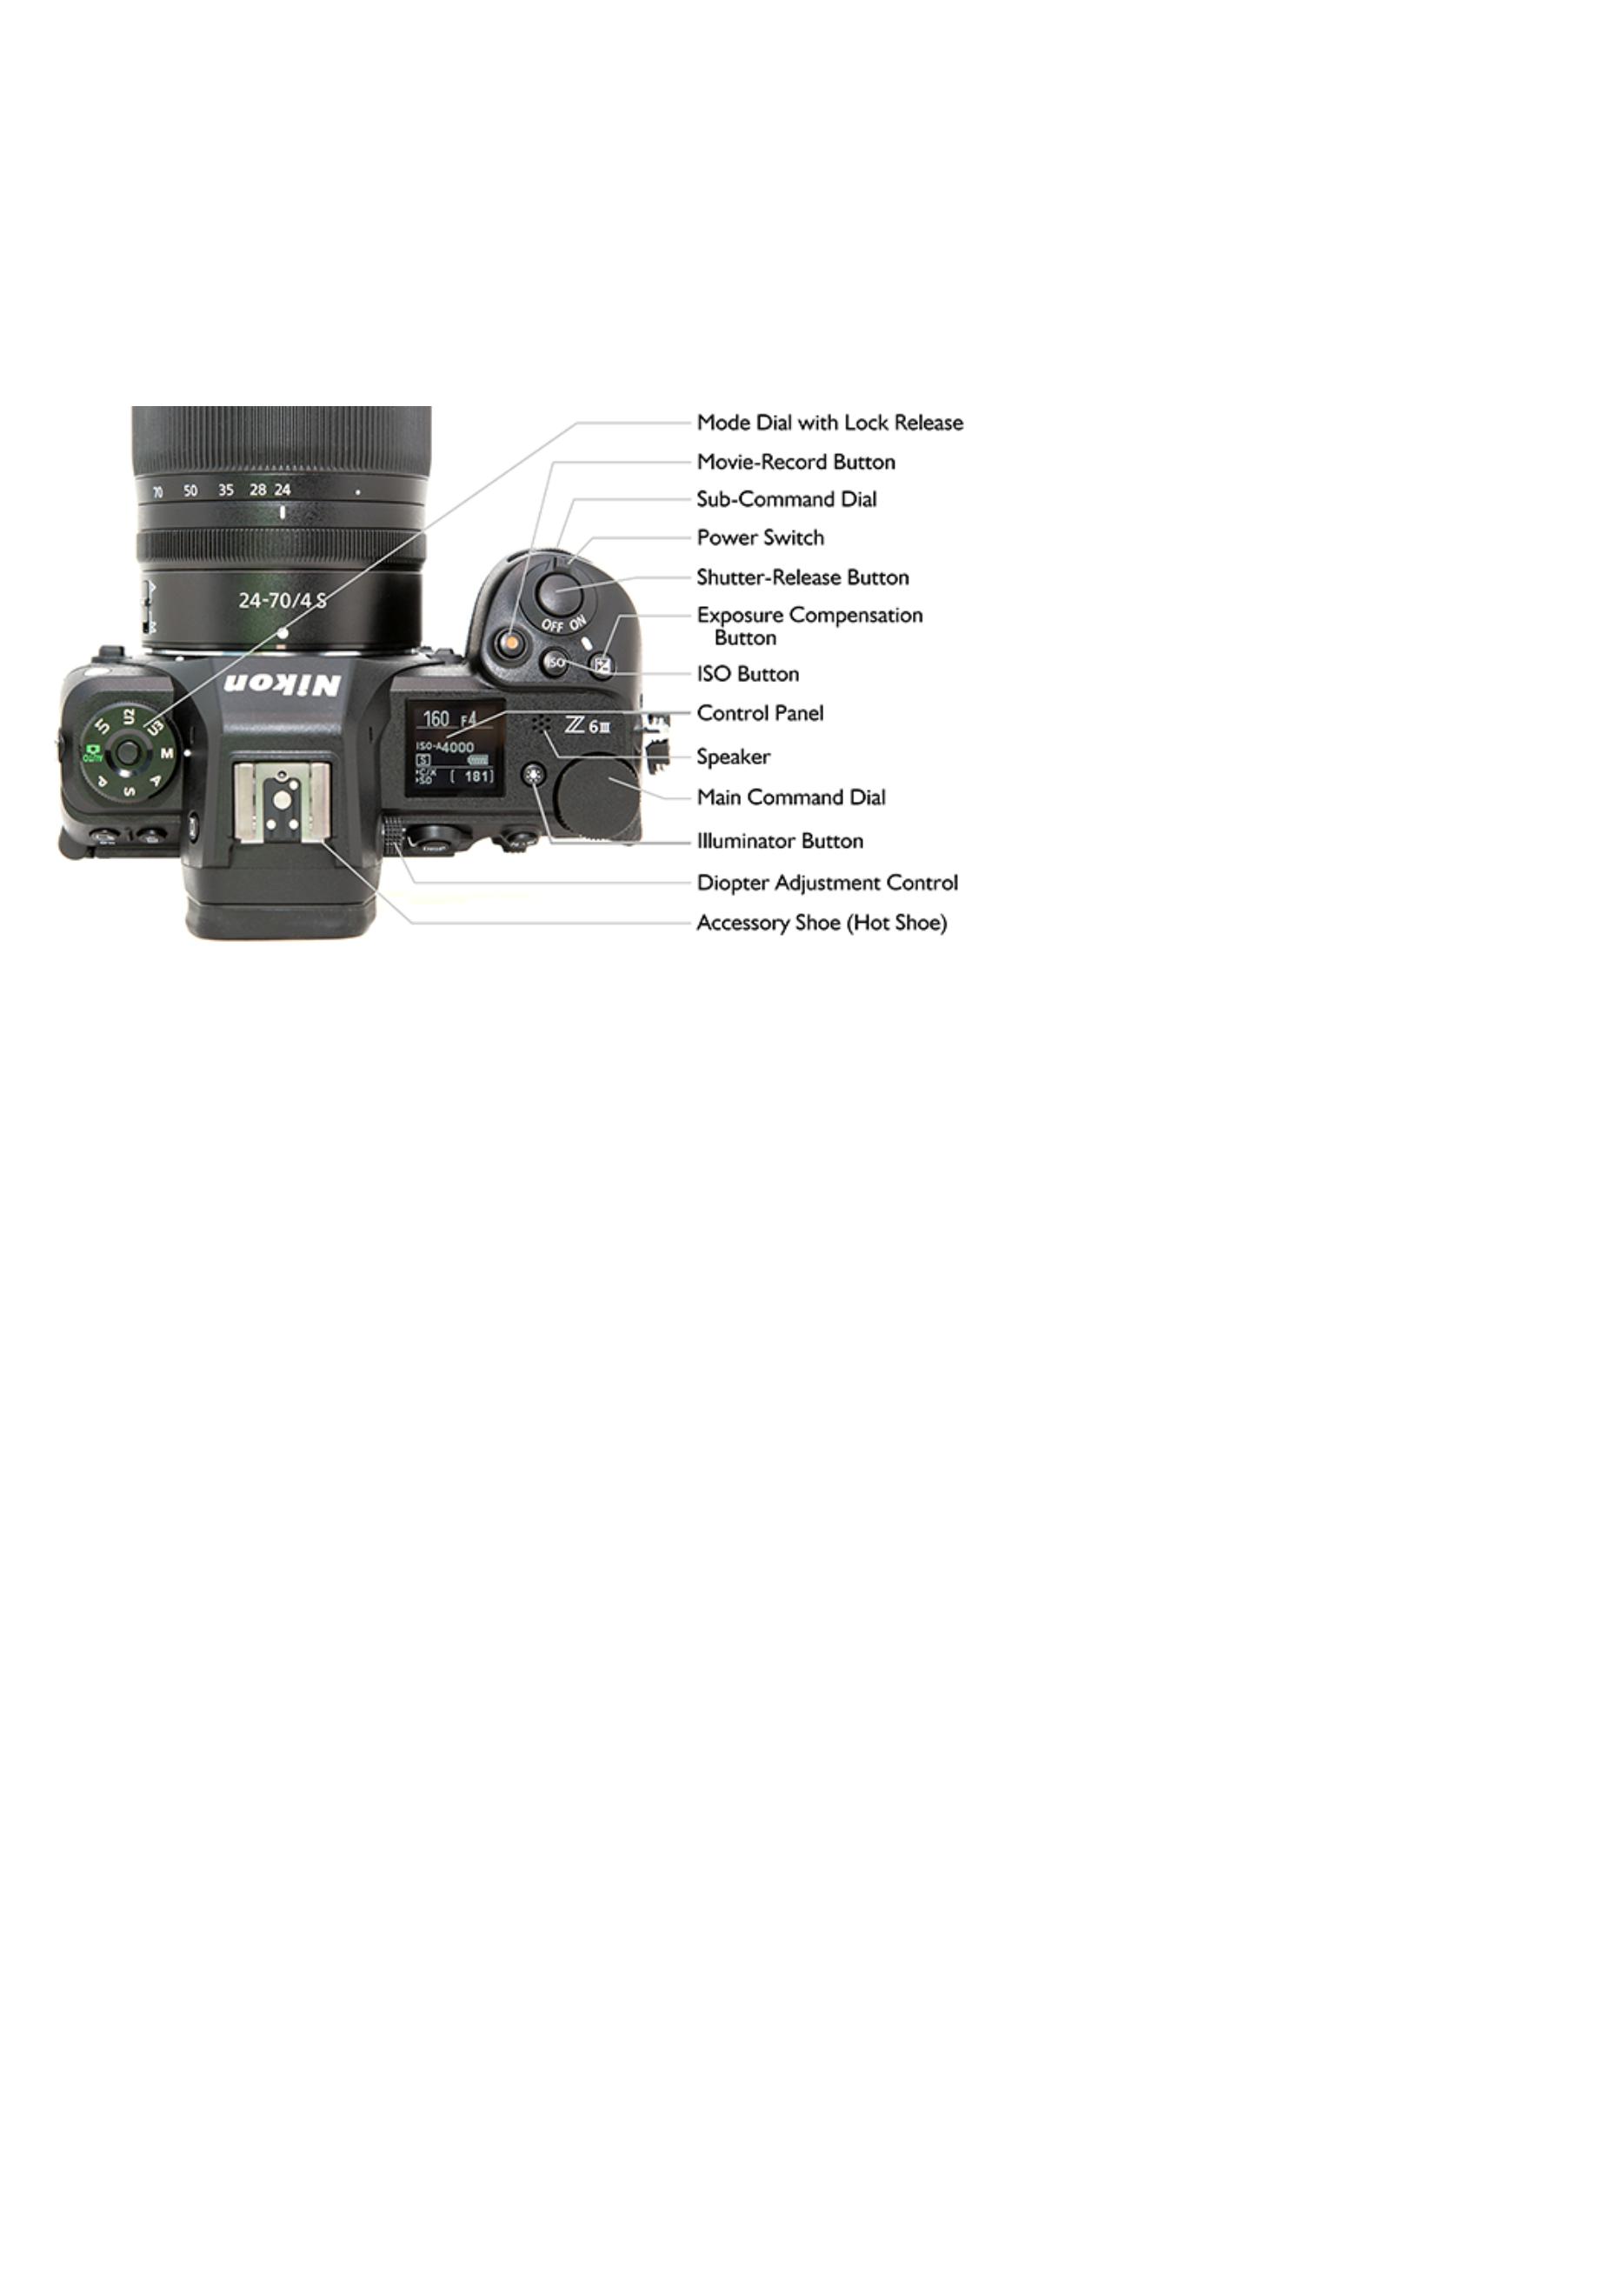 Mode Dial with Lock Release
Movie-Record Button
Sub-Command Dial
Power Switch
Shutter-Release Button
Exposure Compensation
Button
ISO Button
Control Panel
Speaker
Main Command Dial
Illuminator Button
Diopter Adjustment Control
Accessory Shoe (Hot Shoe)
70 50 35 28 24
24-70/4 S
A
M
OFF ON
ISO
Nikon
Z 6III
160 F4
ISO-A4000
S
[ 181]
U1 U2 U3
M
A
S
P
AUTO